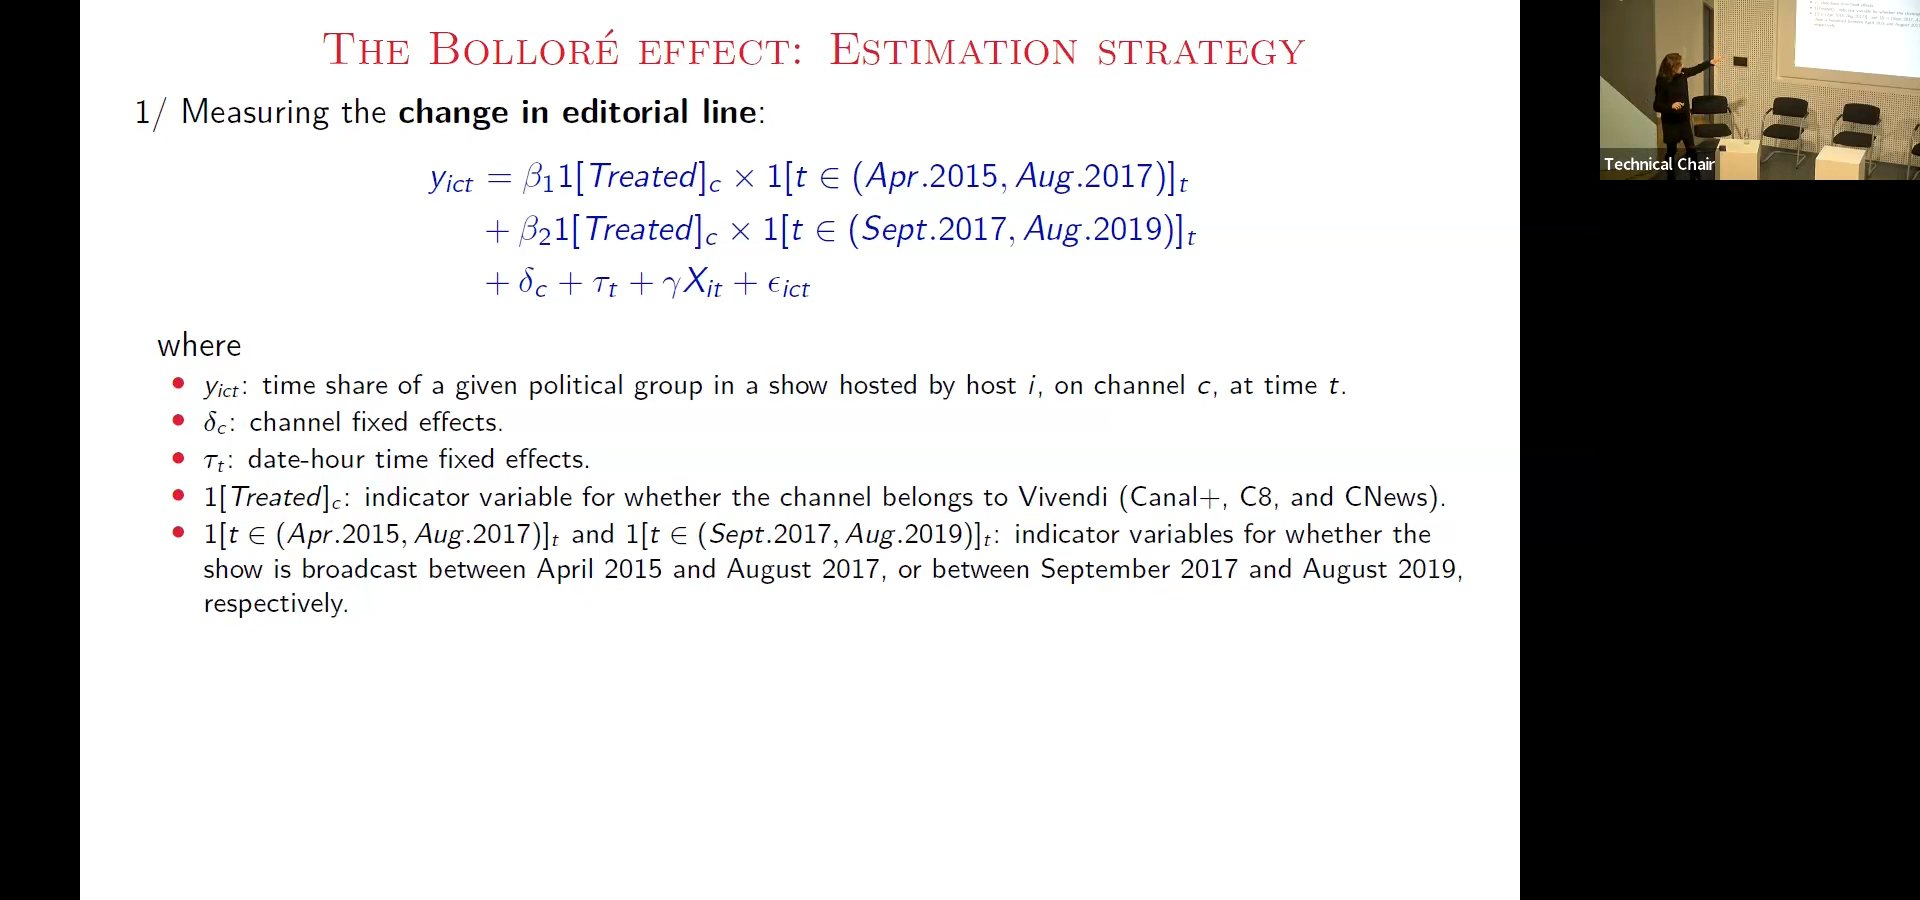 The Bolloré effect: Estimation strategy
1/ Measuring the change in editorial line:
y_ict = β₁1[Treated]_c × 1[t ∈ (Apr.2015, Aug.2017)]_t
+ β₂1[Treated]_c × 1[t ∈ (Sept.2017, Aug.2019)]_t
+ δ_c + τ_t + γX_it + ϵ_ict
where
• y_ict: time share of a given political group in a show hosted by host i, on channel c, at time t.
• δ_c: channel fixed effects.
• τ_t: date-hour time fixed effects.
• 1[Treated]_c: indicator variable for whether the channel belongs to Vivendi (Canal+, C8, and CNews).
• 1[t ∈ (Apr.2015, Aug.2017)]_t and 1[t ∈ (Sept.2017, Aug.2019)]_t: indicator variables for whether the
show is broadcast between April 2015 and August 2017, or between September 2017 and August 2019,
respectively.
Technical Chair